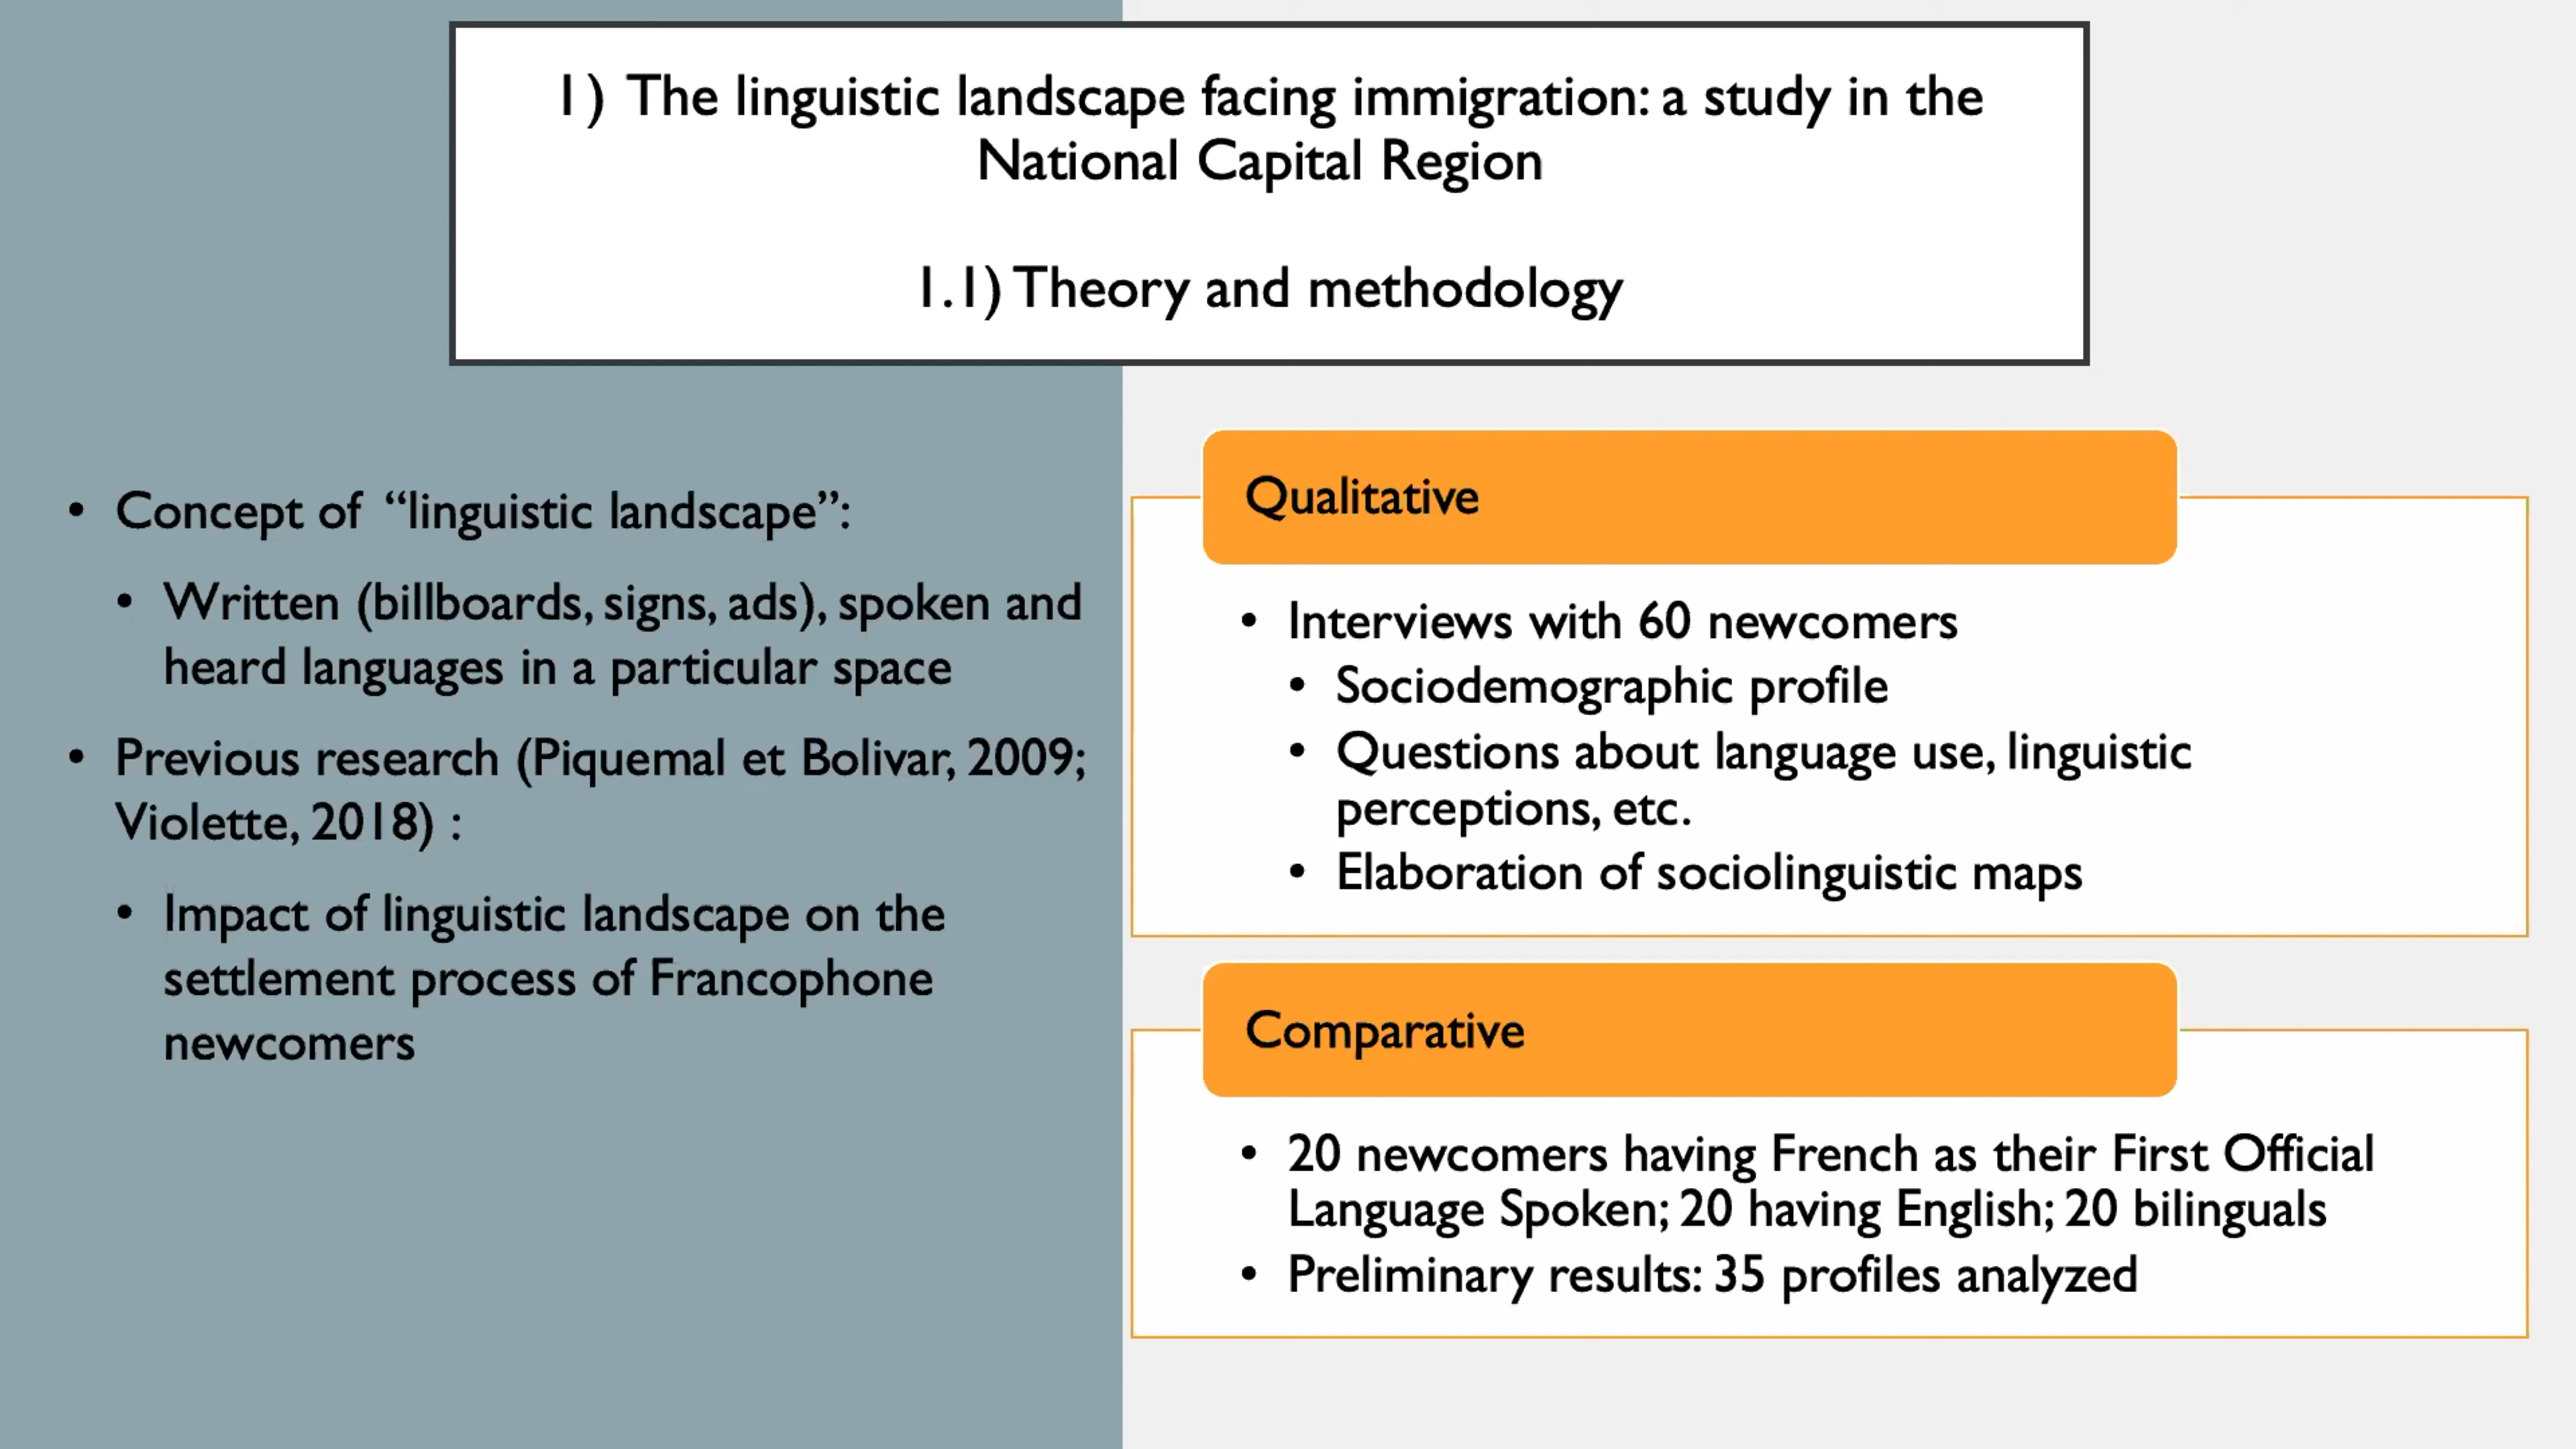 1) The linguistic landscape facing immigration: a study in the
National Capital Region
1.1) Theory and methodology
• Concept of “linguistic landscape”:
• Written (billboards, signs, ads), spoken and
heard languages in a particular space
• Previous research (Piquemal et Bolivar, 2009;
Violette, 2018) :
• Impact of linguistic landscape on the
settlement process of Francophone
newcomers
Qualitative
• Interviews with 60 newcomers
• Sociodemographic profile
• Questions about language use, linguistic
perceptions, etc.
• Elaboration of sociolinguistic maps
Comparative
• 20 newcomers having French as their First Official
Language Spoken; 20 having English; 20 bilinguals
• Preliminary results: 35 profiles analyzed